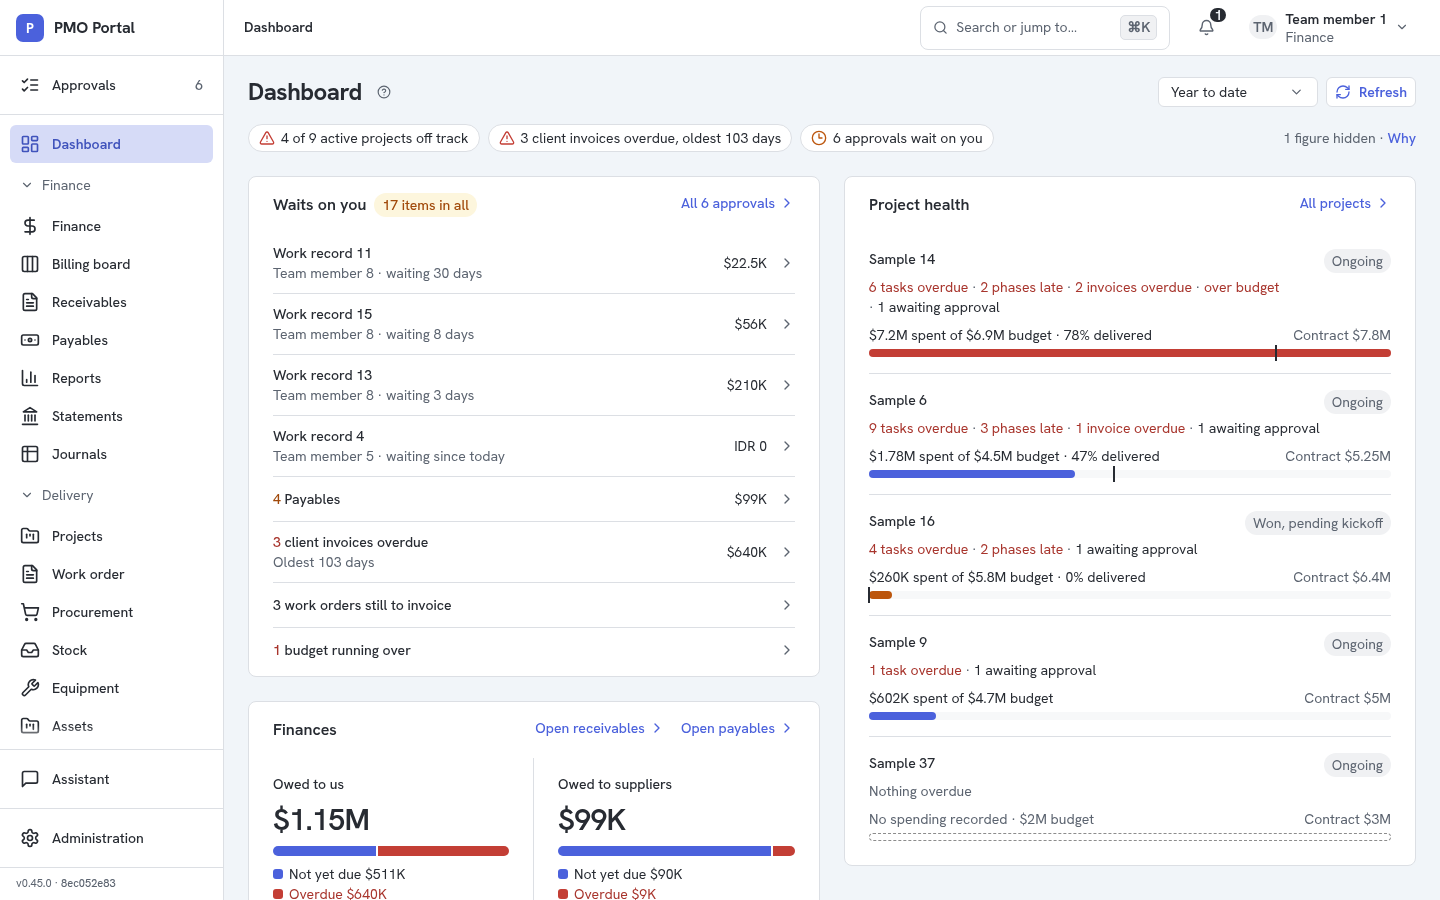 P
PMO Portal
Dashboard
Search or jump to...
⌘K
1
TM
Team member 1
Finance
Approvals
6
Dashboard
Finance
Finance
Billing board
Receivables
Payables
Reports
Statements
Journals
Delivery
Projects
Work order
Procurement
Stock
Equipment
Assets
Assistant
Administration
v0.45.0 · 8ec052e83
Dashboard
Year to date
Refresh
4 of 9 active projects off track
3 client invoices overdue, oldest 103 days
6 approvals wait on you
1 figure hidden · Why
Waits on you
17 items in all
All 6 approvals
Work record 11
Team member 8 · waiting 30 days
$22.5K
Work record 15
Team member 8 · waiting 8 days
$56K
Work record 13
Team member 8 · waiting 3 days
$210K
Work record 4
Team member 5 · waiting since today
IDR 0
4 Payables
$99K
3 client invoices overdue
Oldest 103 days
$640K
3 work orders still to invoice
1 budget running over
Finances
Open receivables
Open payables
Owed to us
$1.15M
Not yet due $511K
Overdue $640K
Owed to suppliers
$99K
Not yet due $90K
Overdue $9K
Project health
All projects
Sample 14
Ongoing
6 tasks overdue · 2 phases late · 2 invoices overdue · over budget
· 1 awaiting approval
$7.2M spent of $6.9M budget · 78% delivered
Contract $7.8M
Sample 6
Ongoing
9 tasks overdue · 3 phases late · 1 invoice overdue · 1 awaiting approval
$1.78M spent of $4.5M budget · 47% delivered
Contract $5.25M
Sample 16
Won, pending kickoff
4 tasks overdue · 2 phases late · 1 awaiting approval
$260K spent of $5.8M budget · 0% delivered
Contract $6.4M
Sample 9
Ongoing
1 task overdue · 1 awaiting approval
$602K spent of $4.7M budget
Contract $5M
Sample 37
Ongoing
Nothing overdue
No spending recorded · $2M budget
Contract $3M